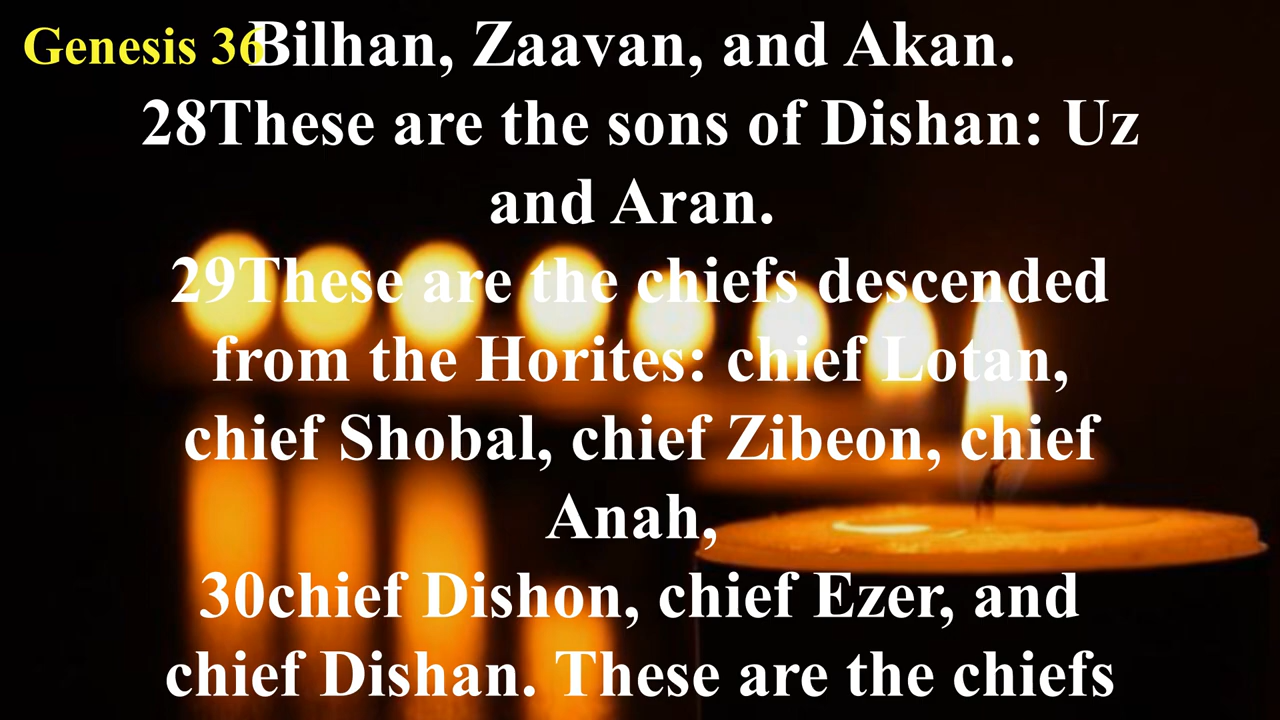 Genesis 36
Bilhan, Zaavan, and Akan.
28These are the sons of Dishan: Uz
and Aran.
29These are the chiefs descended
from the Horites: chief Lotan,
chief Shobal, chief Zibeon, chief
Anah,
30chief Dishon, chief Ezer, and
chief Dishan. These are the chiefs